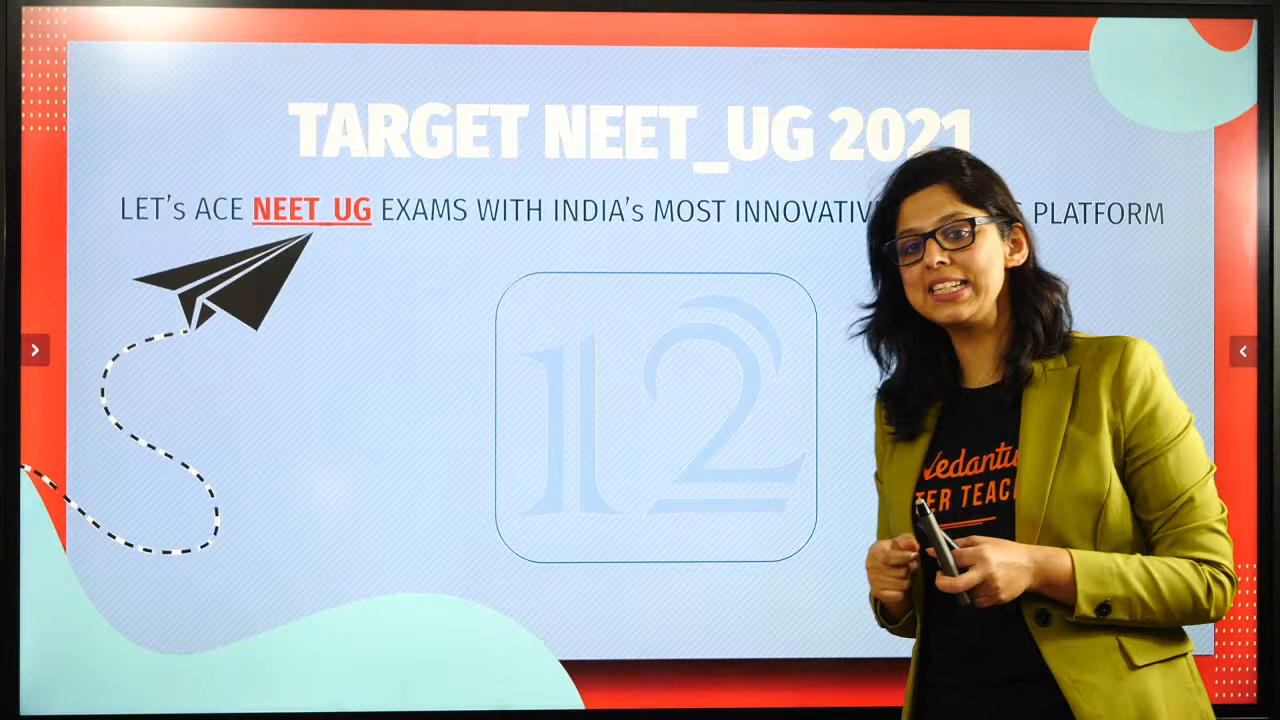 TARGET NEET_UG 2021
LET's ACE NEET_UG EXAMS WITH INDIA's MOST PLATFORM
12